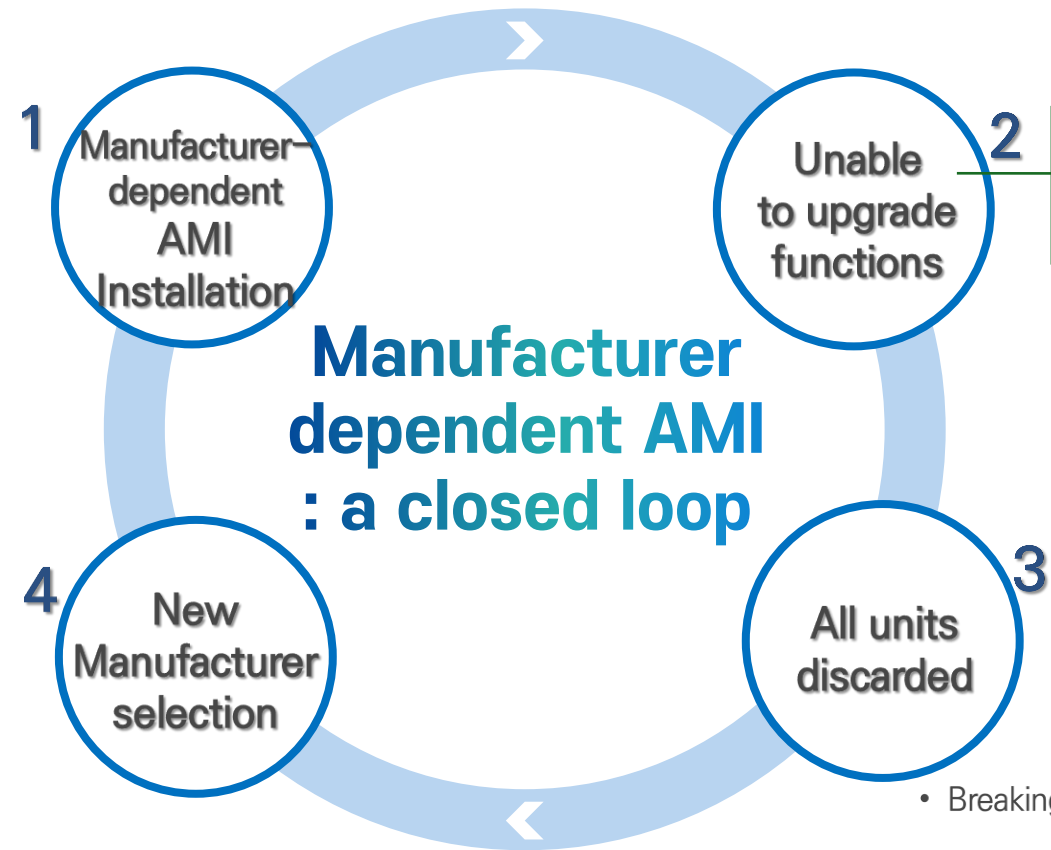 1
Manufacturer-
dependent
AMI
Installation
2
Unable
to upgrade
functions
Manufacturer
dependent AMI
: a closed loop
3
All units
discarded
4
New
Manufacturer
selection
• Breaking